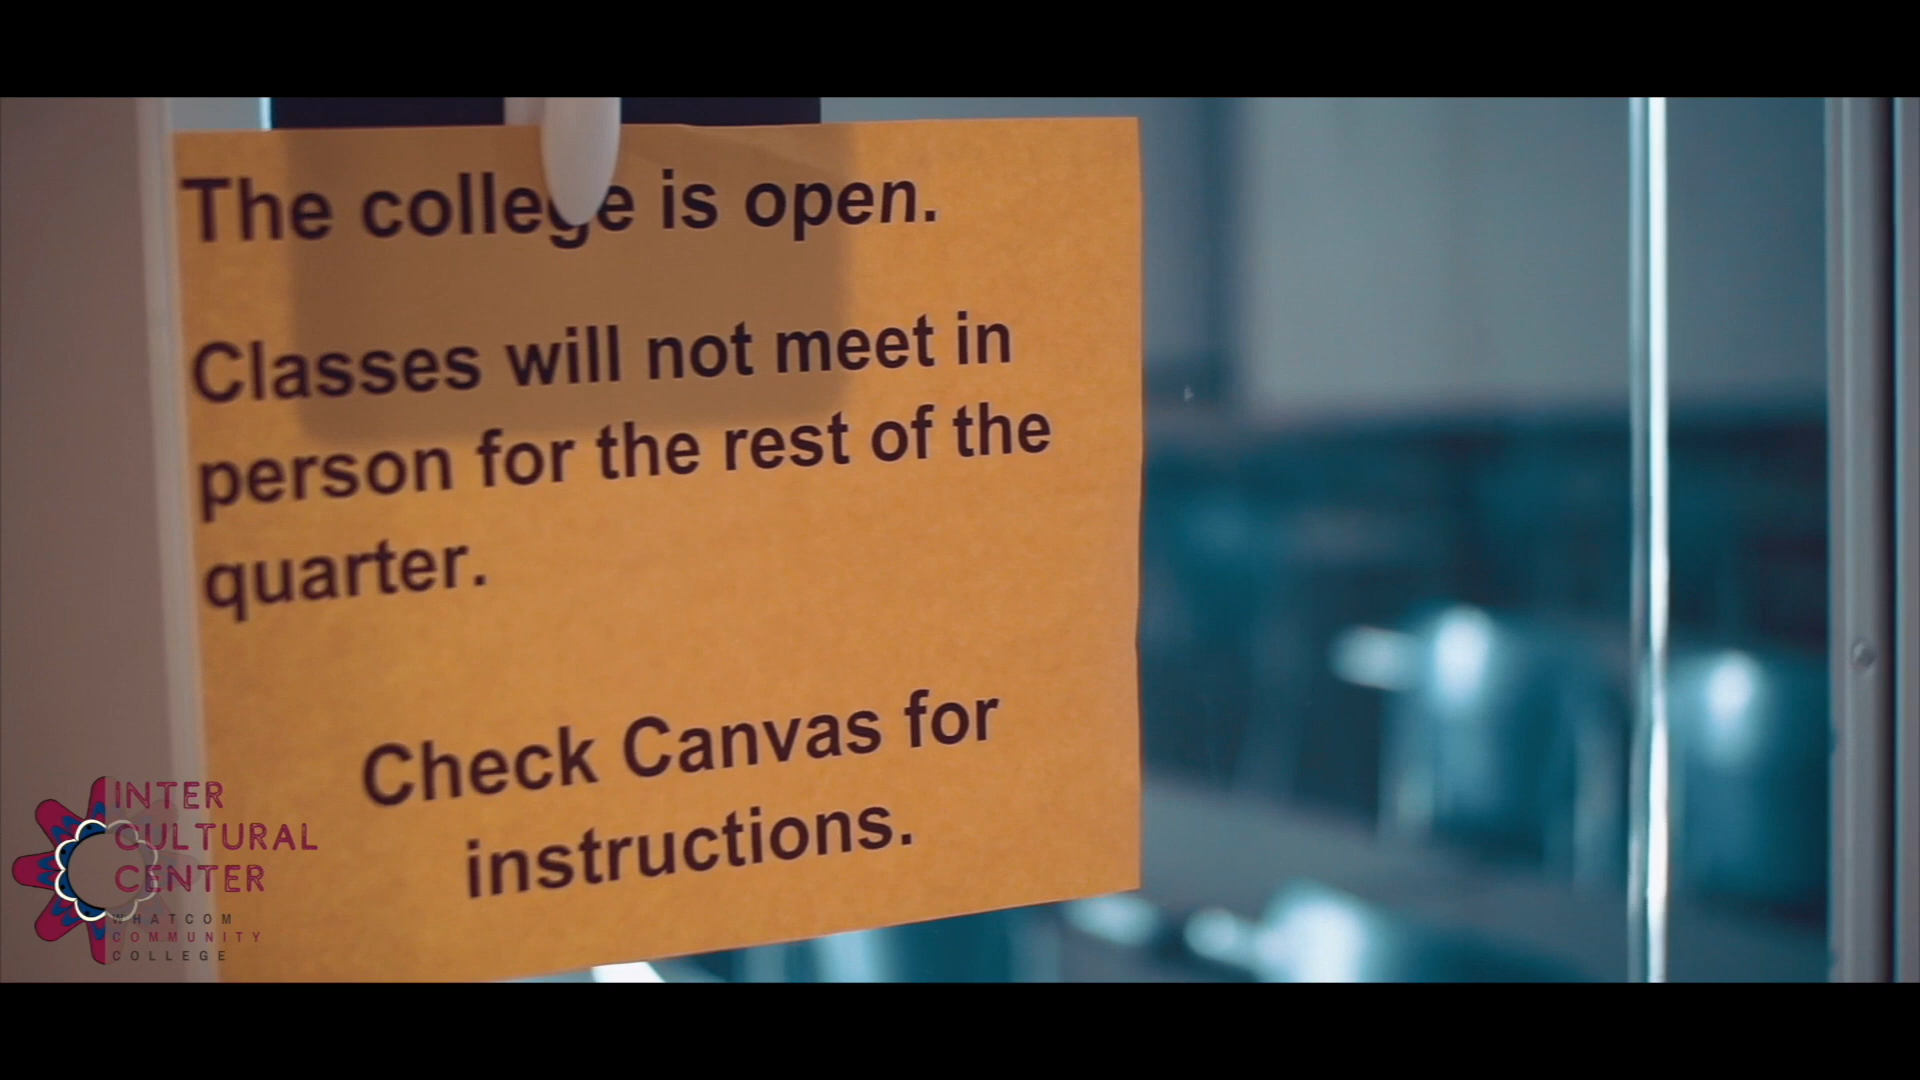 The college is open.
Classes will not meet in
person for the rest of the
quarter.
Check Canvas for
instructions.
INTER
CULTURAL
CENTER
WHATCOM
COMMUNITY
COLLEGE